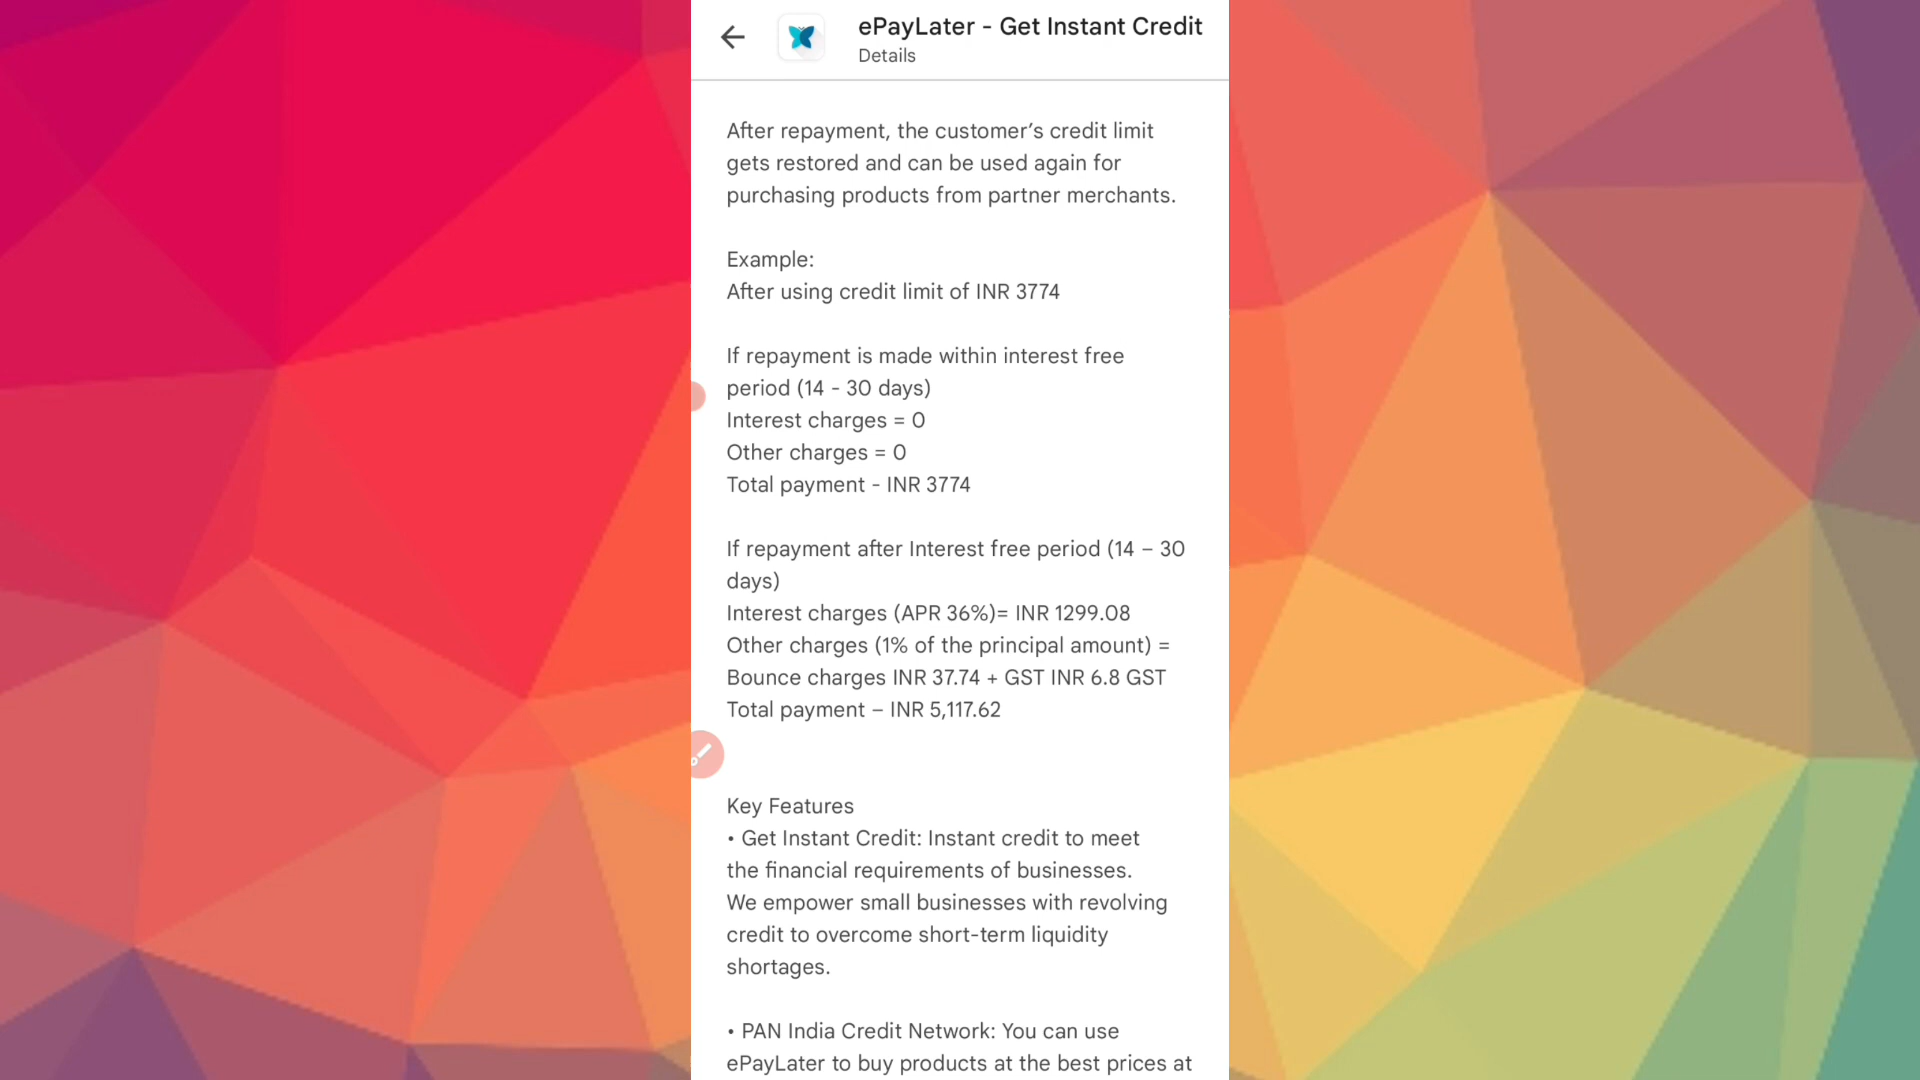 ePayLater - Get Instant Credit
Details
After repayment, the customer’s credit limit
gets restored and can be used again for
purchasing products from partner merchants.
Example:
After using credit limit of INR 3774
If repayment is made within interest free
period (14 - 30 days)
Interest charges = 0
Other charges = 0
Total payment - INR 3774
If repayment after Interest free period (14 – 30
days)
Interest charges (APR 36%)= INR 1299.08
Other charges (1% of the principal amount) =
Bounce charges INR 37.74 + GST INR 6.8 GST
Total payment – INR 5,117.62
Key Features
• Get Instant Credit: Instant credit to meet
the financial requirements of businesses.
We empower small businesses with revolving
credit to overcome short-term liquidity
shortages.
• PAN India Credit Network: You can use
ePayLater to buy products at the best prices at